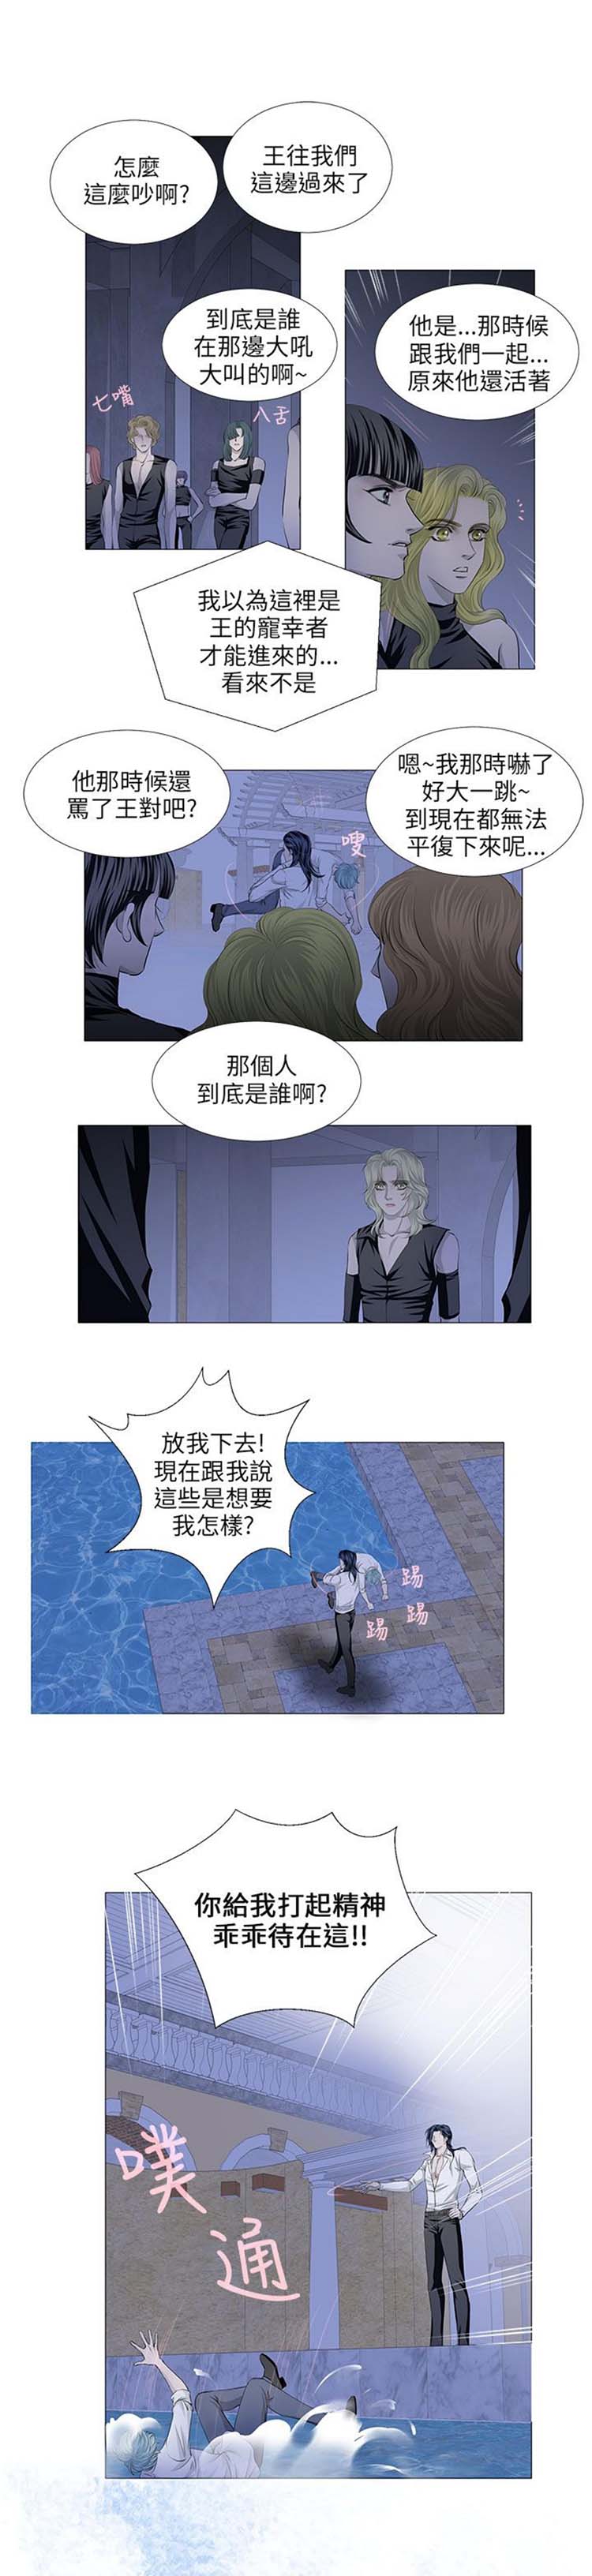 怎麼
這麼吵啊?
王往我們
這邊過來了
到底是誰
在那邊大吼
大叫的啊~
七嘴
八舌
他是...那時候
跟我們一起...
原來他還活著
我以為這裡是
王的寵幸者
才能進來的...
看來不是
他那時候還
罵了王對吧?
嗯~我那時嚇了
好大一跳~
到現在都無法
平復下來呢...
嗖
那個人
到底是誰啊?
放我下去!
現在跟我說
這些是想要
我怎樣?
踢
踢
踢
你給我打起精神
乖乖待在這!!
噗
通